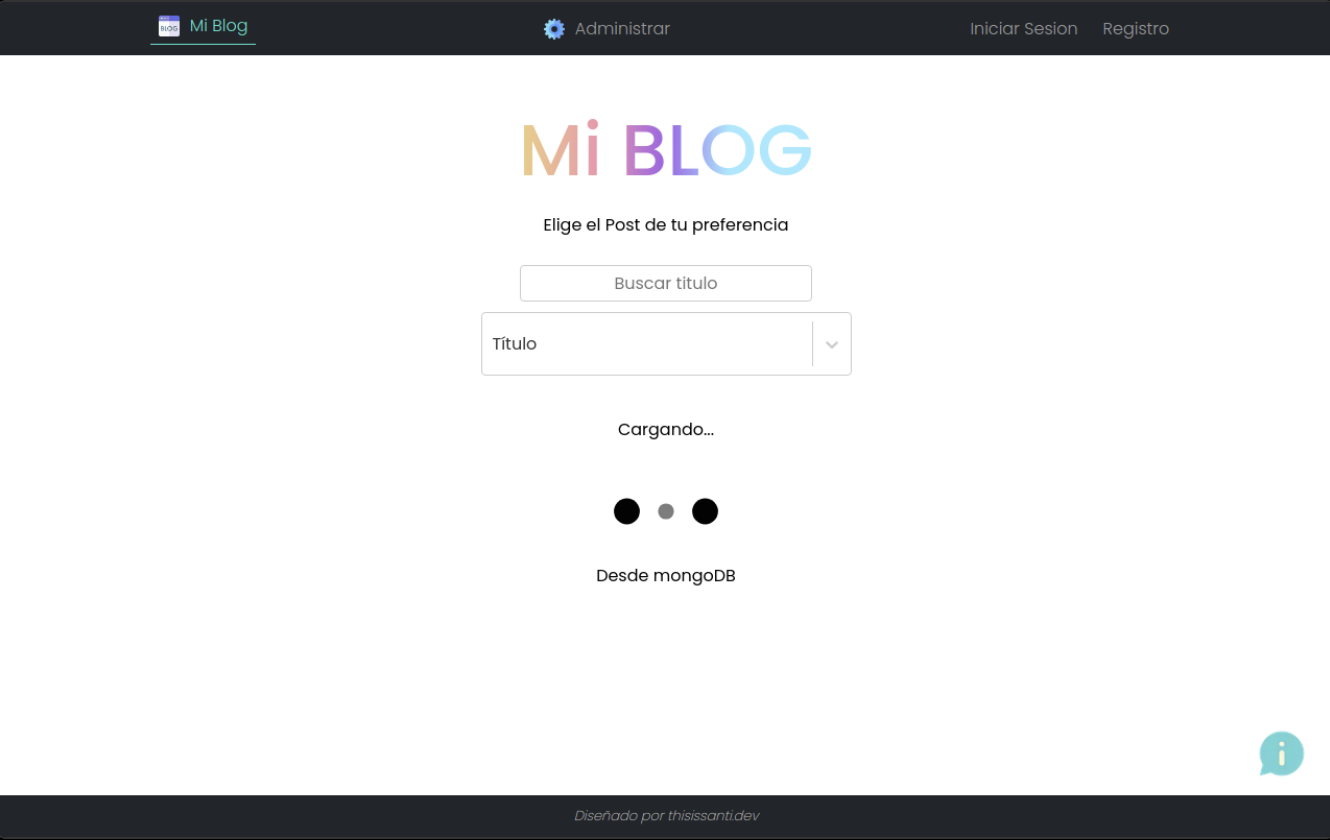 BLOG
Mi Blog
Administrar
Iniciar Sesion
Registro
Mi BLOG
Elige el Post de tu preferencia
Buscar titulo
Título
Cargando...
Desde mongoDB
i
Diseñado por thisissanti.dev